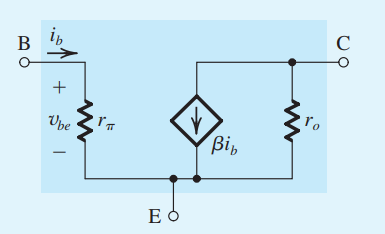 B i_b C
+
v_be r_π r_o
βi_b
−
E